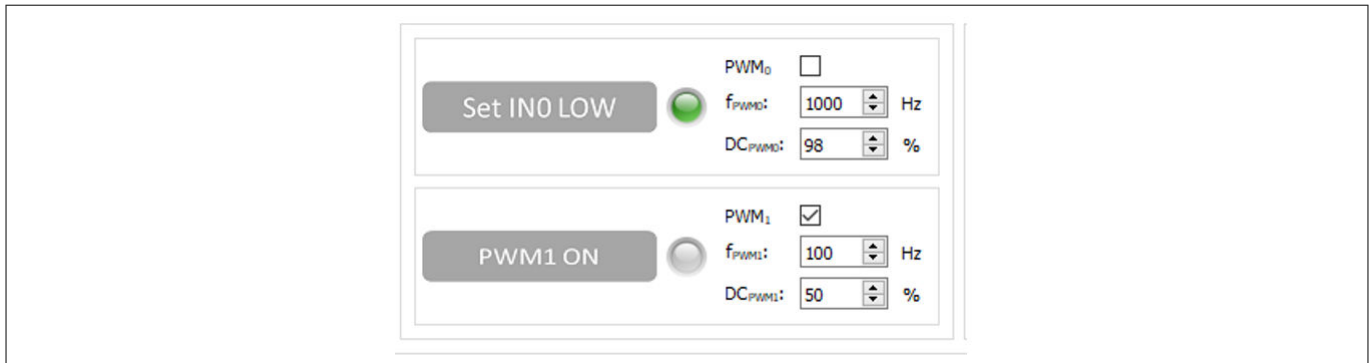 PWM₀
Set IN0 LOW
fPWM0: 1000 Hz
DCPWM0: 98 %
PWM₁
PWM1 ON
fPWM1: 100 Hz
DCPWM1: 50 %